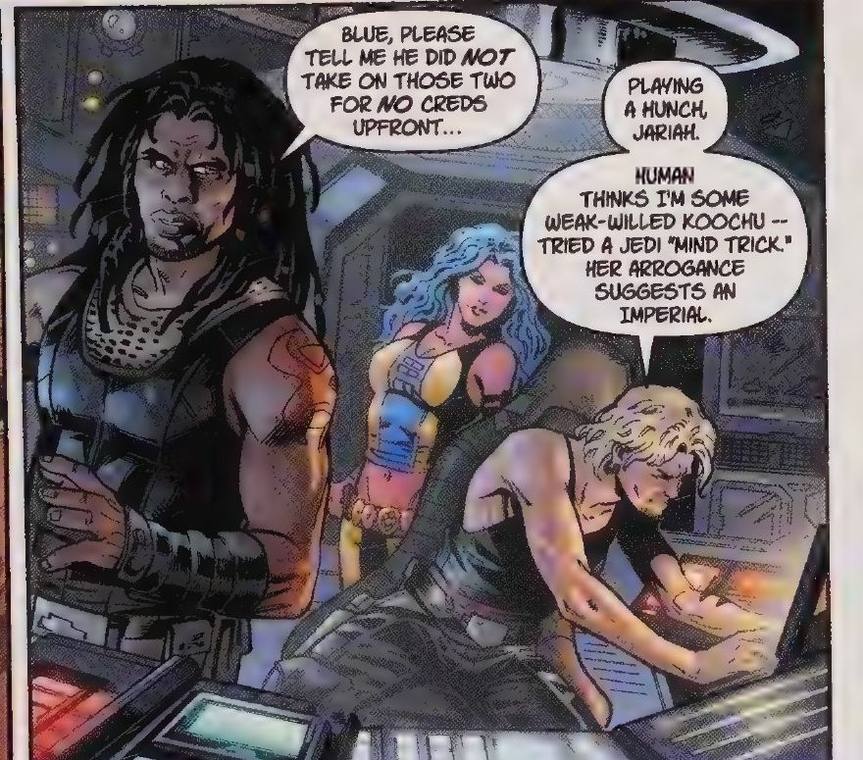 BLUE, PLEASE
TELL ME HE DID NOT
TAKE ON THOSE TWO
FOR NO CREDS
UPFRONT...
PLAYING
A HUNCH,
JARIAH.
HUMAN
THINKS I'M SOME
WEAK-WILLED KOOCHU --
TRIED A JEDI "MIND TRICK."
HER ARROGANCE
SUGGESTS AN
IMPERIAL.